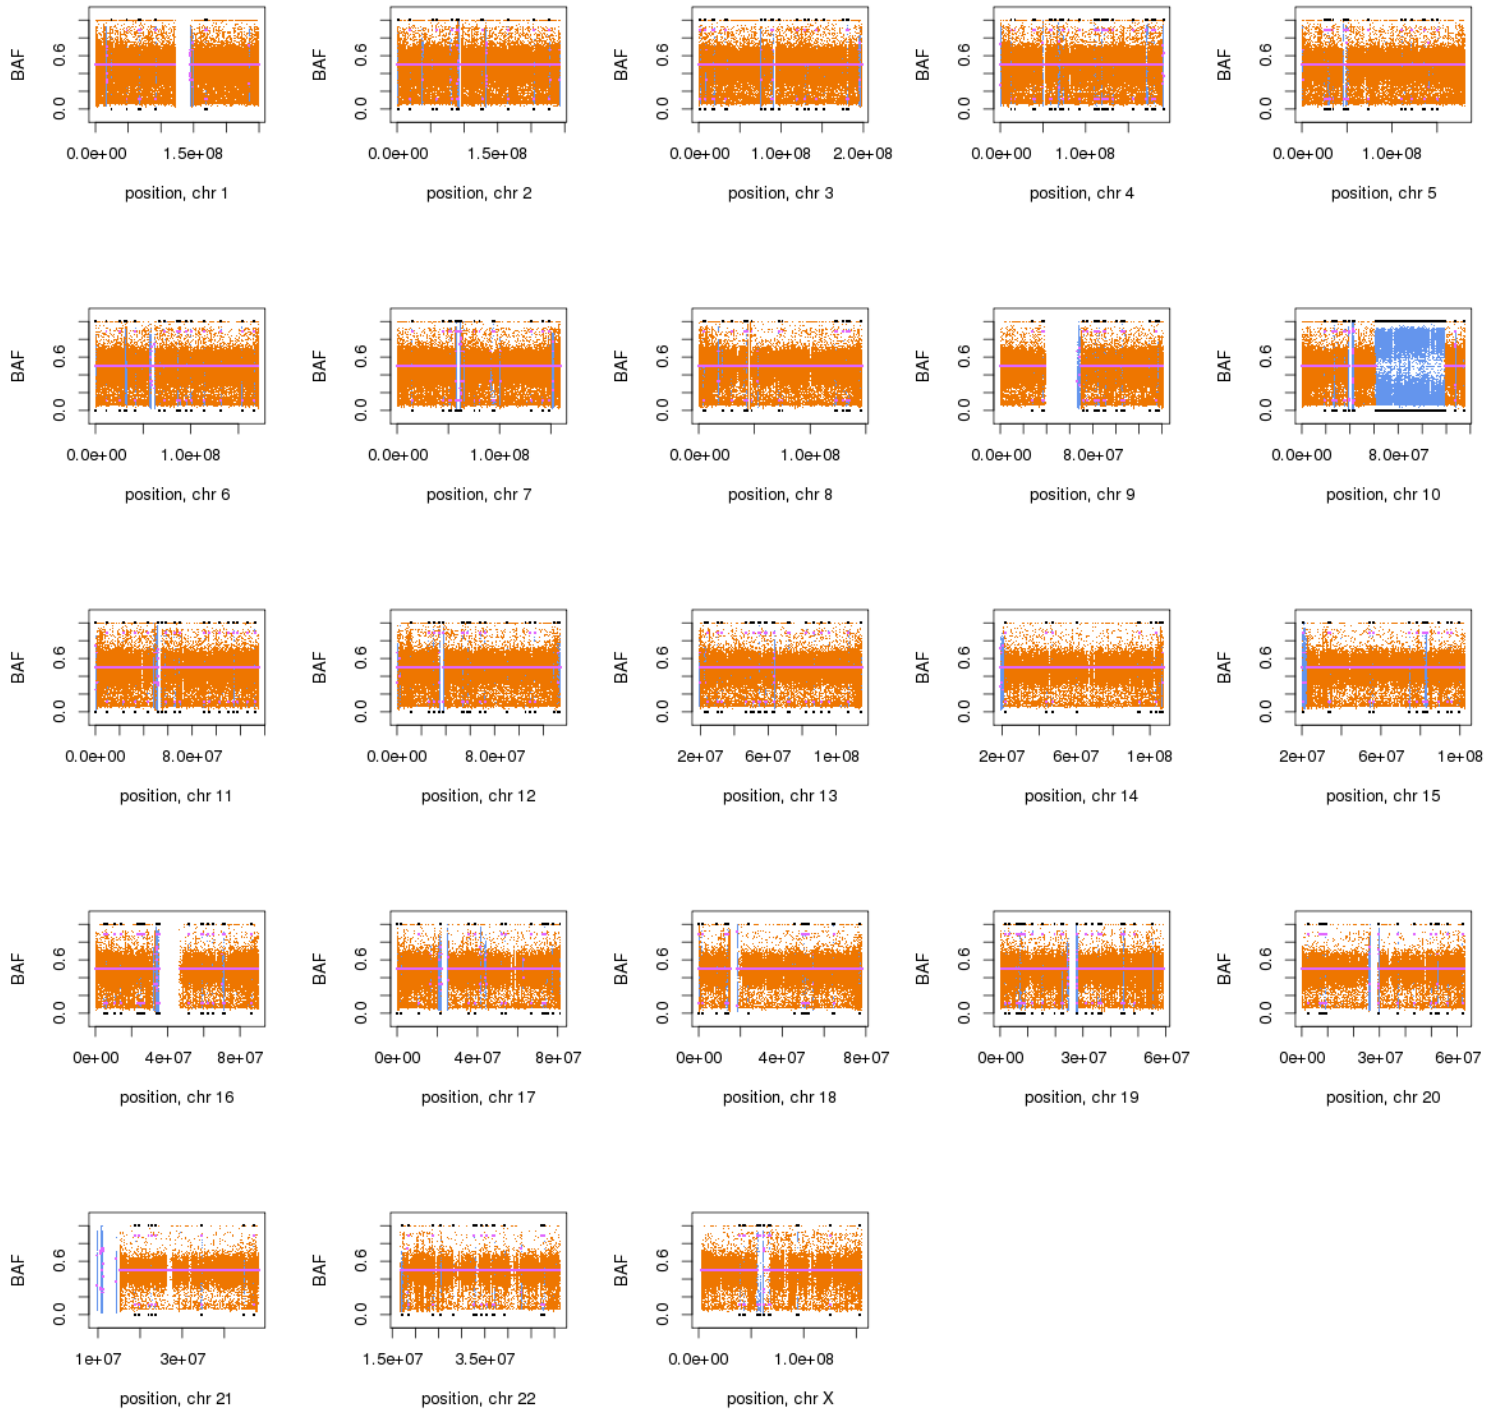 BAF 0.0 0.6 BAF 0.0 0.6 BAF 0.0 0.6 BAF 0.0 0.6 BAF 0.0 0.6
0.0e+00 1.5e+08 0.0e+00 1.5e+08 0.0e+00 1.0e+08 2.0e+08 0.0e+00 1.0e+08 0.0e+00 1.0e+08
position, chr 1 position, chr 2 position, chr 3 position, chr 4 position, chr 5
BAF 0.0 0.6 BAF 0.0 0.6 BAF 0.0 0.6 BAF 0.0 0.6 BAF 0.0 0.6
0.0e+00 1.0e+08 0.0e+00 1.0e+08 0.0e+00 1.0e+08 0.0e+00 8.0e+07 0.0e+00 8.0e+07
position, chr 6 position, chr 7 position, chr 8 position, chr 9 position, chr 10
BAF 0.0 0.6 BAF 0.0 0.6 BAF 0.0 0.6 BAF 0.0 0.6 BAF 0.0 0.6
0.0e+00 8.0e+07 0.0e+00 8.0e+07 2e+07 6e+07 1e+08 2e+07 6e+07 1e+08 2e+07 6e+07 1e+08
position, chr 11 position, chr 12 position, chr 13 position, chr 14 position, chr 15
BAF 0.0 0.6 BAF 0.0 0.6 BAF 0.0 0.6 BAF 0.0 0.6 BAF 0.0 0.6
0e+00 4e+07 8e+07 0e+00 4e+07 8e+07 0e+00 4e+07 8e+07 0e+00 3e+07 6e+07 0e+00 3e+07 6e+07
position, chr 16 position, chr 17 position, chr 18 position, chr 19 position, chr 20
BAF 0.0 0.6 BAF 0.0 0.6 BAF 0.0 0.6
1e+07 3e+07 1.5e+07 3.5e+07 0.0e+00 1.0e+08
position, chr 21 position, chr 22 position, chr X